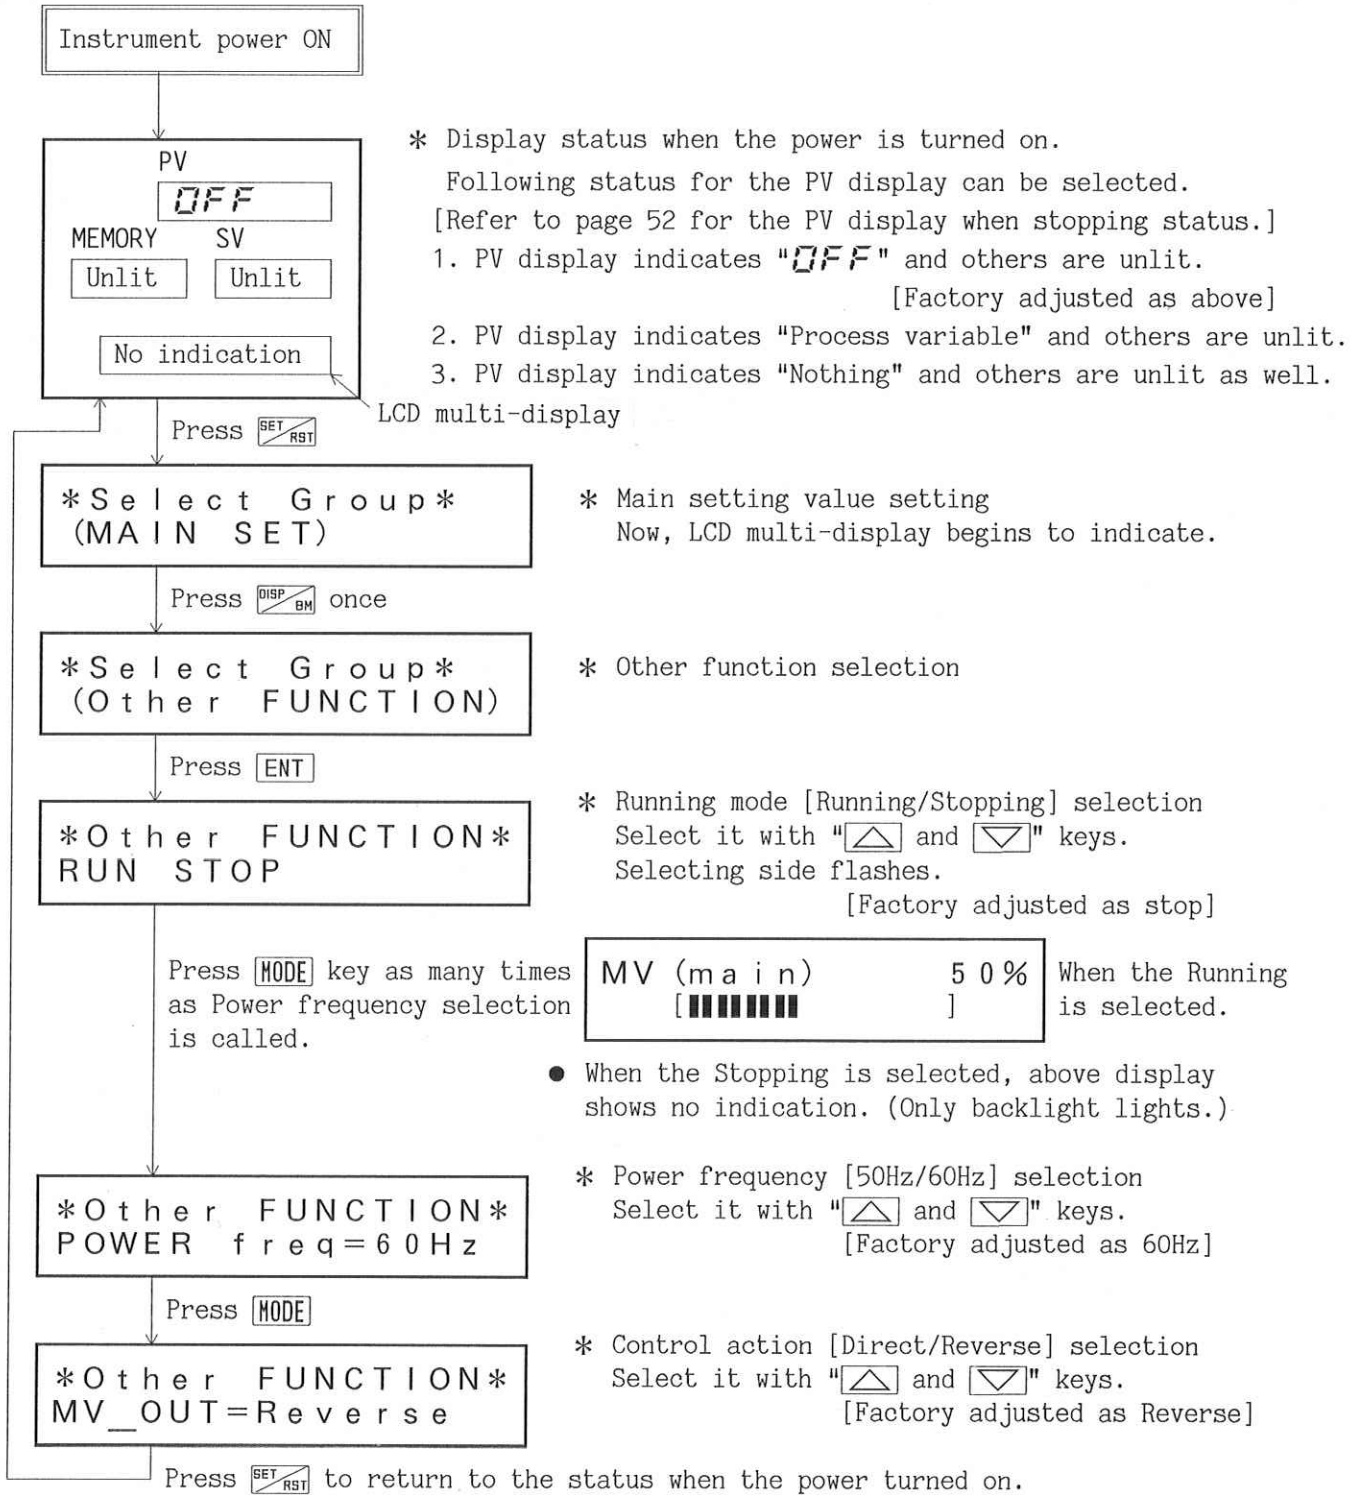 Instrument power ON
PV
OFF
MEMORY SV
Unlit Unlit
No indication
LCD multi-display
* Display status when the power is turned on.
Following status for the PV display can be selected.
[Refer to page 52 for the PV display when stopping status.]
1. PV display indicates "OFF" and others are unlit.
[Factory adjusted as above]
2. PV display indicates "Process variable" and others are unlit.
3. PV display indicates "Nothing" and others are unlit as well.
Press SET/RST
*Select Group*
(MAIN SET)
* Main setting value setting
Now, LCD multi-display begins to indicate.
Press DISP/BM once
*Select Group*
(Other FUNCTION)
* Other function selection
Press ENT
*Other FUNCTION*
RUN STOP
* Running mode [Running/Stopping] selection
Select it with "△ and ▽" keys.
Selecting side flashes.
[Factory adjusted as stop]
Press MODE key as many times
as Power frequency selection
is called.
MV (main) 50%
[▮▮▮▮▮▮▮▮ ]
When the Running
is selected.
● When the Stopping is selected, above display
shows no indication. (Only backlight lights.)
*Other FUNCTION*
POWER freq=60Hz
* Power frequency [50Hz/60Hz] selection
Select it with "△ and ▽" keys.
[Factory adjusted as 60Hz]
Press MODE
*Other FUNCTION*
MV_OUT=Reverse
* Control action [Direct/Reverse] selection
Select it with "△ and ▽" keys.
[Factory adjusted as Reverse]
Press SET/RST to return to the status when the power turned on.